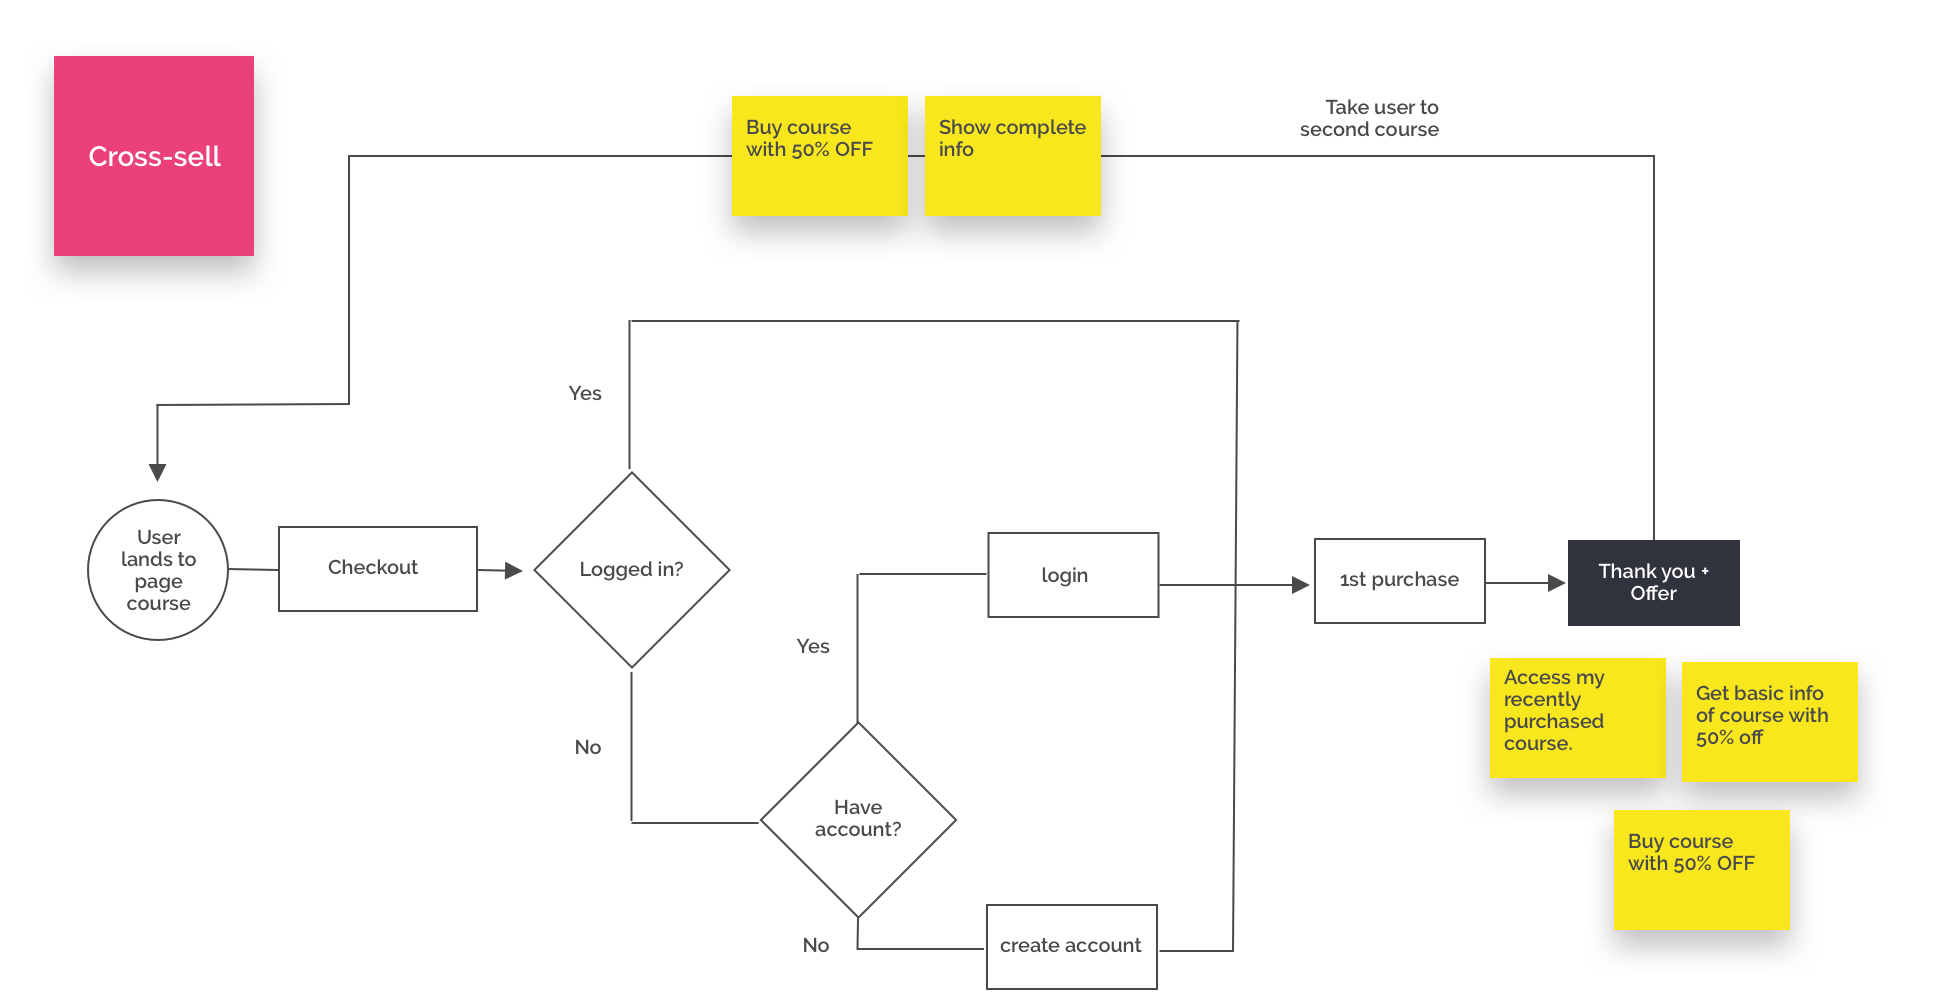 Cross-sell
Buy course
with 50% OFF
Show complete
info
Take user to
second course
Yes
User
lands to
page
course
Checkout
Logged in?
login
1st purchase
Thank you +
Offer
Yes
No
Access my
recently
purchased
course.
Get basic info
of course with
50% off
Have
account?
Buy course
with 50% OFF
No
create account